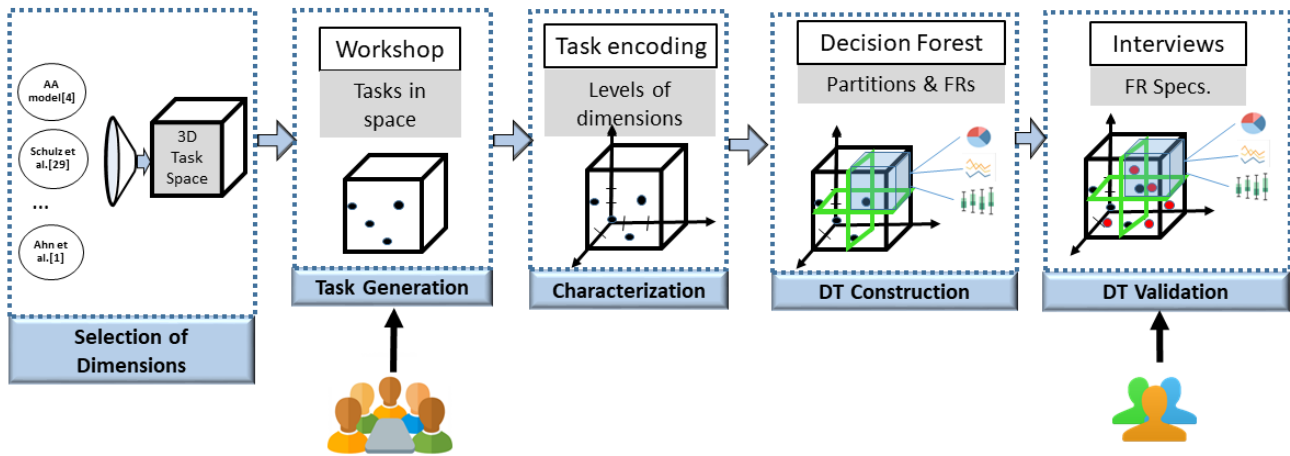 AA
model[4]
Schulz et
al.[29]
...
Ahn et
al.[1]
3D
Task
Space
Selection of
Dimensions
Workshop
Tasks in
space
Task Generation
Task encoding
Levels of
dimensions
Characterization
Decision Forest
Partitions & FRs
DT Construction
Interviews
FR Specs.
DT Validation